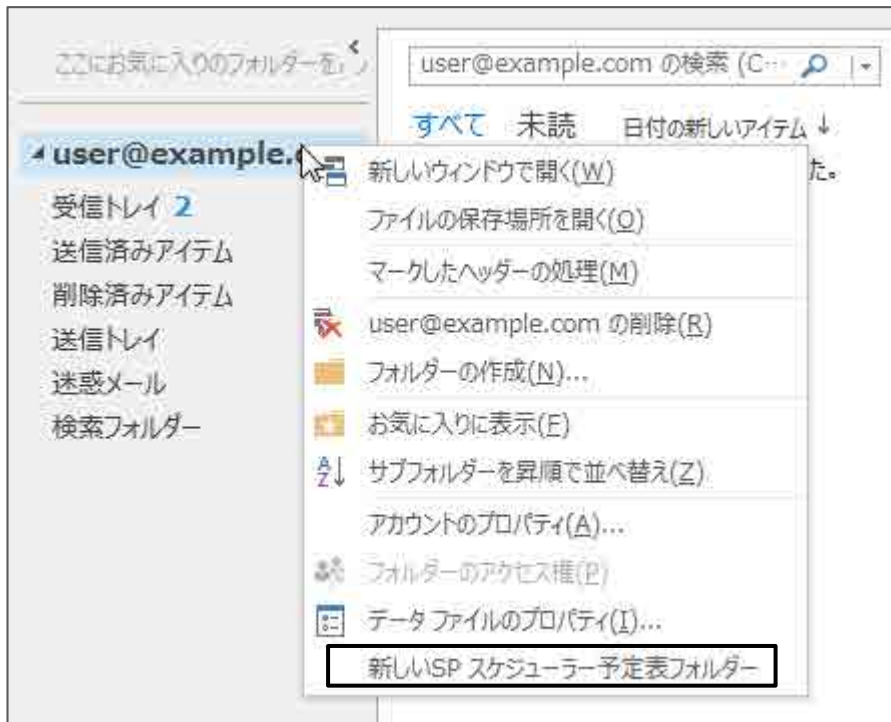 ここにお気に入りのフォルダーを
user@example.com の検索 (C…
すべて 未読 日付の新しいアイテム ↓
た。
user@example.
受信トレイ 2
送信済みアイテム
削除済みアイテム
送信トレイ
迷惑メール
検索フォルダー
新しいウィンドウで開く(W)
ファイルの保存場所を開く(O)
マークしたヘッダーの処理(M)
user@example.com の削除(R)
フォルダーの作成(N)...
お気に入りに表示(F)
サブフォルダーを昇順で並べ替え(Z)
アカウントのプロパティ(A)...
フォルダーのアクセス権(P)
データ ファイルのプロパティ(I)...
新しいSP スケジューラー予定表フォルダー